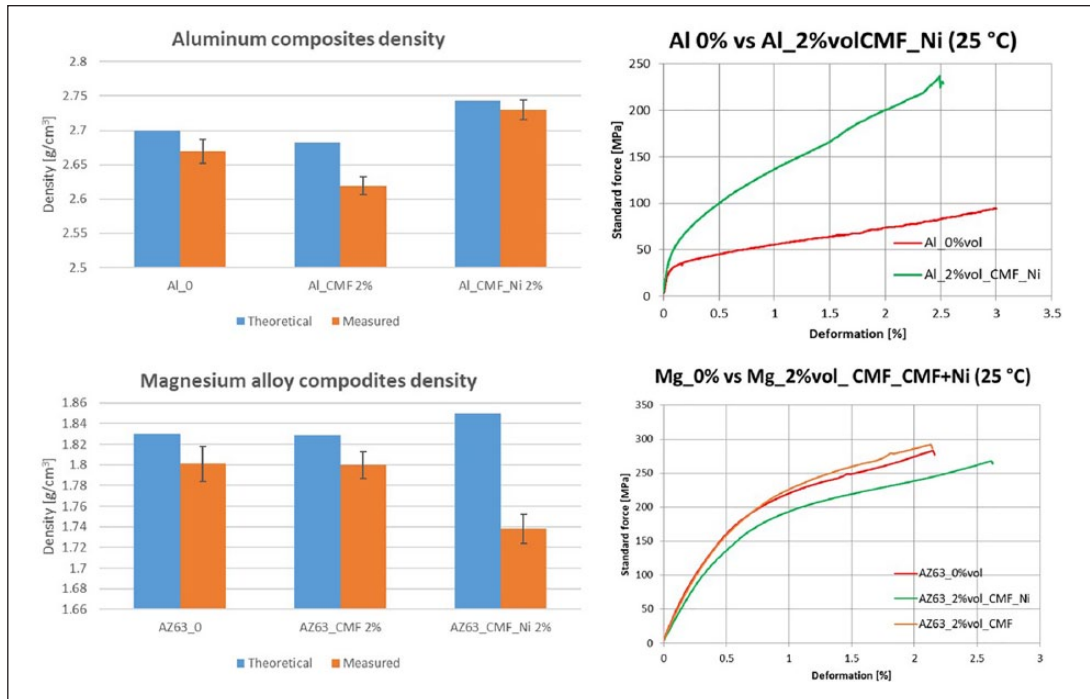 Aluminum composites density
Density [g/cm³]
2.8
2.75
2.7
2.65
2.6
2.55
2.5
Al_0
Al_CMF 2%
Al_CMF_Ni 2%
Theoretical
Measured
Al 0% vs Al_2%volCMF_Ni (25 °C)
Standard force [MPa]
250
200
150
100
50
0
0
0.5
1
1.5
2
2.5
3
3.5
Deformation [%]
Al_0%vol
Al_2%vol_CMF_Ni
Magnesium alloy compodites density
Density [g/cm³]
1.86
1.84
1.82
1.8
1.78
1.76
1.74
1.72
1.7
1.68
1.66
AZ63_0
AZ63_CMF 2%
AZ63_CMF_Ni 2%
Theoretical
Measured
Mg_0% vs Mg_2%vol_ CMF_CMF+Ni (25 °C)
Standard force [MPa]
350
300
250
200
150
100
50
0
0
0.5
1
1.5
2
2.5
3
Deformation [%]
AZ63_0%vol
AZ63_2%vol_CMF_Ni
AZ63_2%vol_CMF